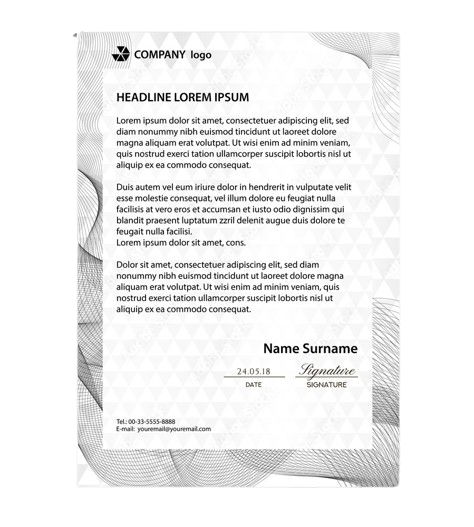 COMPANY logo
HEADLINE LOREM IPSUM
Lorem ipsum dolor sit amet, consectetuer adipiscing elit, sed
diam nonummy nibh euismod tincidunt ut laoreet dolore
magna aliquam erat volutpat. Ut wisi enim ad minim veniam,
quis nostrud exerci tation ullamcorper suscipit lobortis nisl ut
aliquip ex ea commodo consequat.
Duis autem vel eum iriure dolor in hendrerit in vulputate velit
esse molestie consequat, vel illum dolore eu feugiat nulla
facilisis at vero eros et accumsan et iusto odio dignissim qui
blandit praesent luptatum zzril delenit augue duis dolore te
feugait nulla facilisi.
Lorem ipsum dolor sit amet, cons.
Dolor sit amet, consectetuer adipiscing elit, sed diam
nonummy nibh euismod tincidunt ut laoreet dolore magna
aliquam erat volutpat. Ut wisi enim ad minim veniam, quis
nostrud exerci tation ullamcorper suscipit lobortis nisl ut
aliquip ex ea commodo consequat.
Name Surname
24.05.18 Signature
DATE SIGNATURE
Tel.: 00-33-5555-8888
E-mail: youremail@youremail.com